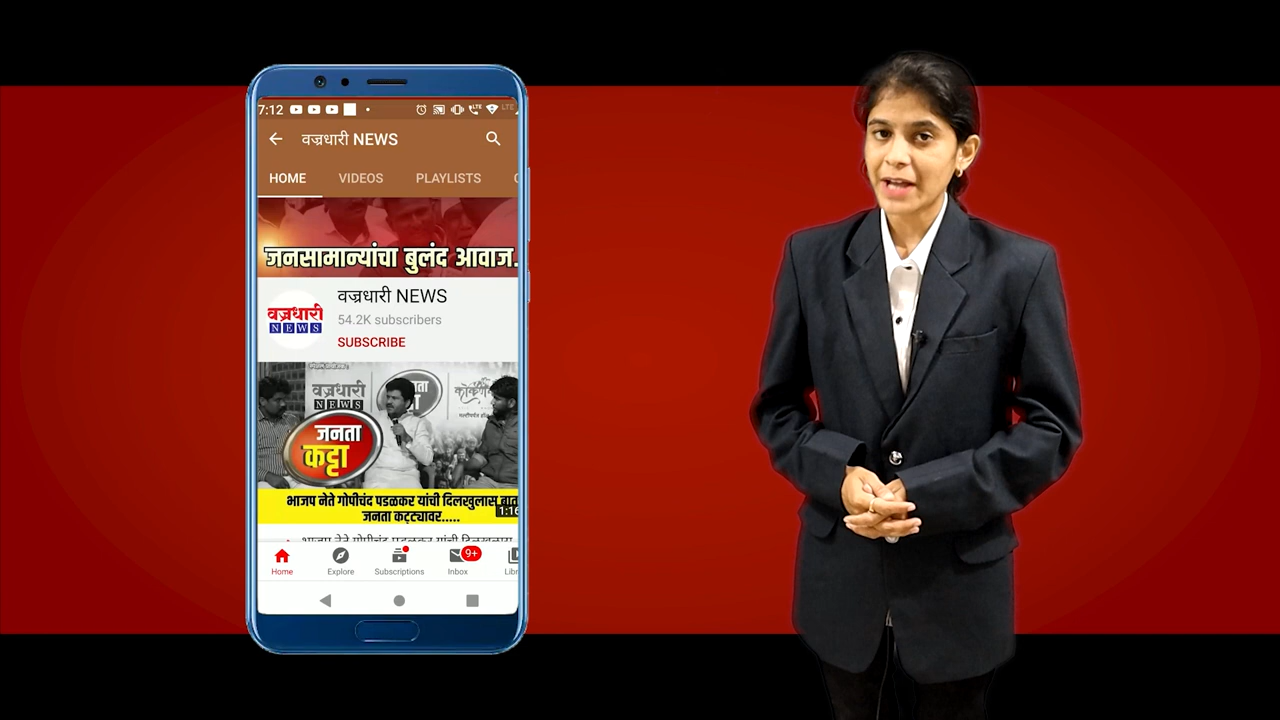 7:12
LTE
LTE
वज्रधारी NEWS
HOME VIDEOS PLAYLISTS
जनसामान्यांचा बुलंद आवाज.
वज्रधारी
NEWS
वज्रधारी NEWS
54.2K subscribers
SUBSCRIBE
वज्रधारी
NEWS
जनता
कट्टा
भाजप नेते गोपीचंद पडळकर यांची दिलखुलास
जनता कट्ट्यावर.....
1:16
9+
Home Explore Subscriptions Inbox